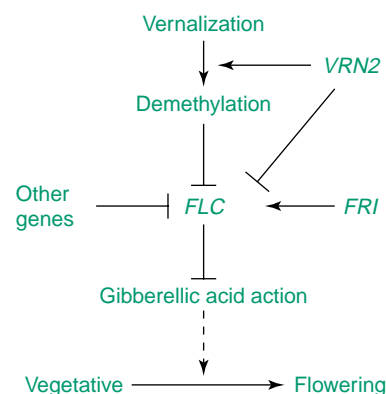 Vernalization
VRN2
Demethylation
Other
genes
FLC
FRI
Gibberellic acid action
Vegetative
Flowering